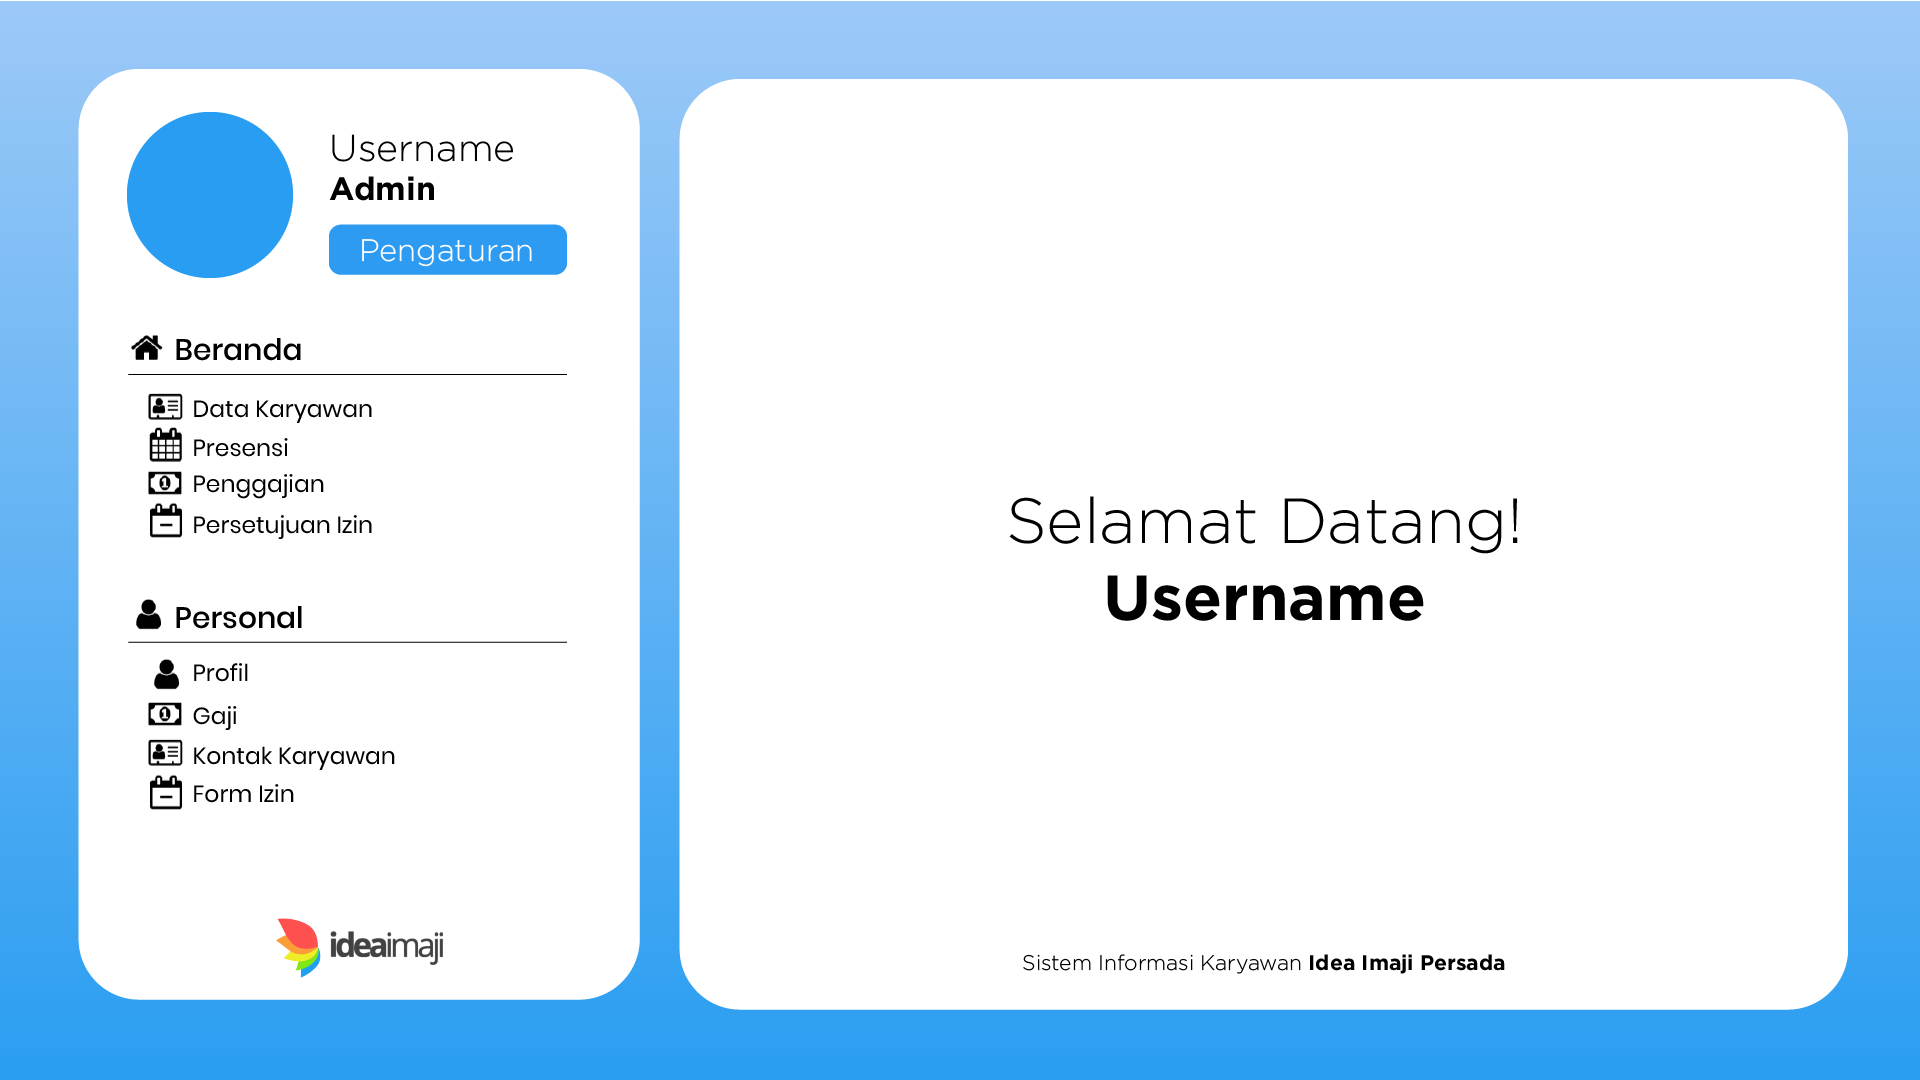 Username
Admin
Pengaturan
Beranda
Data Karyawan
Presensi
Penggajian
Persetujuan Izin
Personal
Profil
Gaji
Kontak Karyawan
Form Izin
ideaimaji
Selamat Datang!
Username
Sistem Informasi Karyawan Idea Imaji Persada